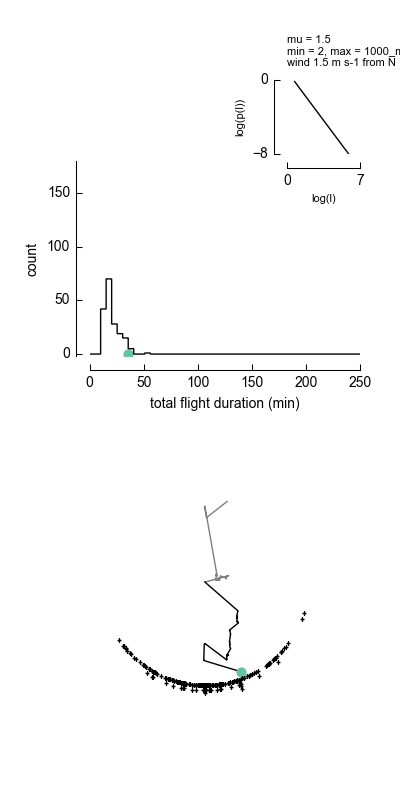 mu = 1.5
min = 2, max = 1000_m
wind 1.5 m s-1 from N
0
log(p(l))
−8
0 7
log(l)
150
100
count
50
0
0 50 100 150 200 250
total flight duration (min)